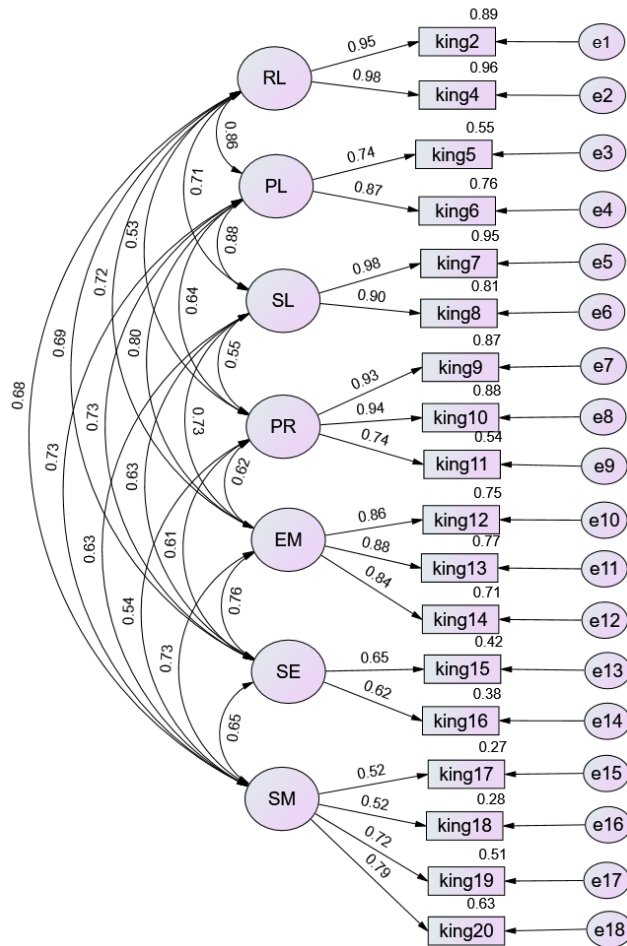 0.89
0.95 king2 e1
RL 0.96
0.98 king4 e2
0.86 0.55
0.74 king5 e3
PL 0.76
0.71 0.87 king6 e4
0.88 0.95
0.53 0.98 king7 e5
0.72 SL 0.81
0.64 0.90 king8 e6
0.69 0.80 0.55 0.87
0.68 0.93 king9 e7
0.73 0.73 0.88
0.73 PR 0.94 king10 e8
0.63 0.62 0.54
0.74 king11 e9
0.63 0.61 0.75
0.86 king12 e10
EM 0.77
0.54 0.88 king13 e11
0.76 0.71
0.84 king14 e12
0.73 0.42
SE 0.65 king15 e13
0.65 0.38
0.62 king16 e14
0.27
0.52 king17 e15
SM 0.28
0.52 king18 e16
0.51
0.72 king19 e17
0.79 0.63
king20 e18